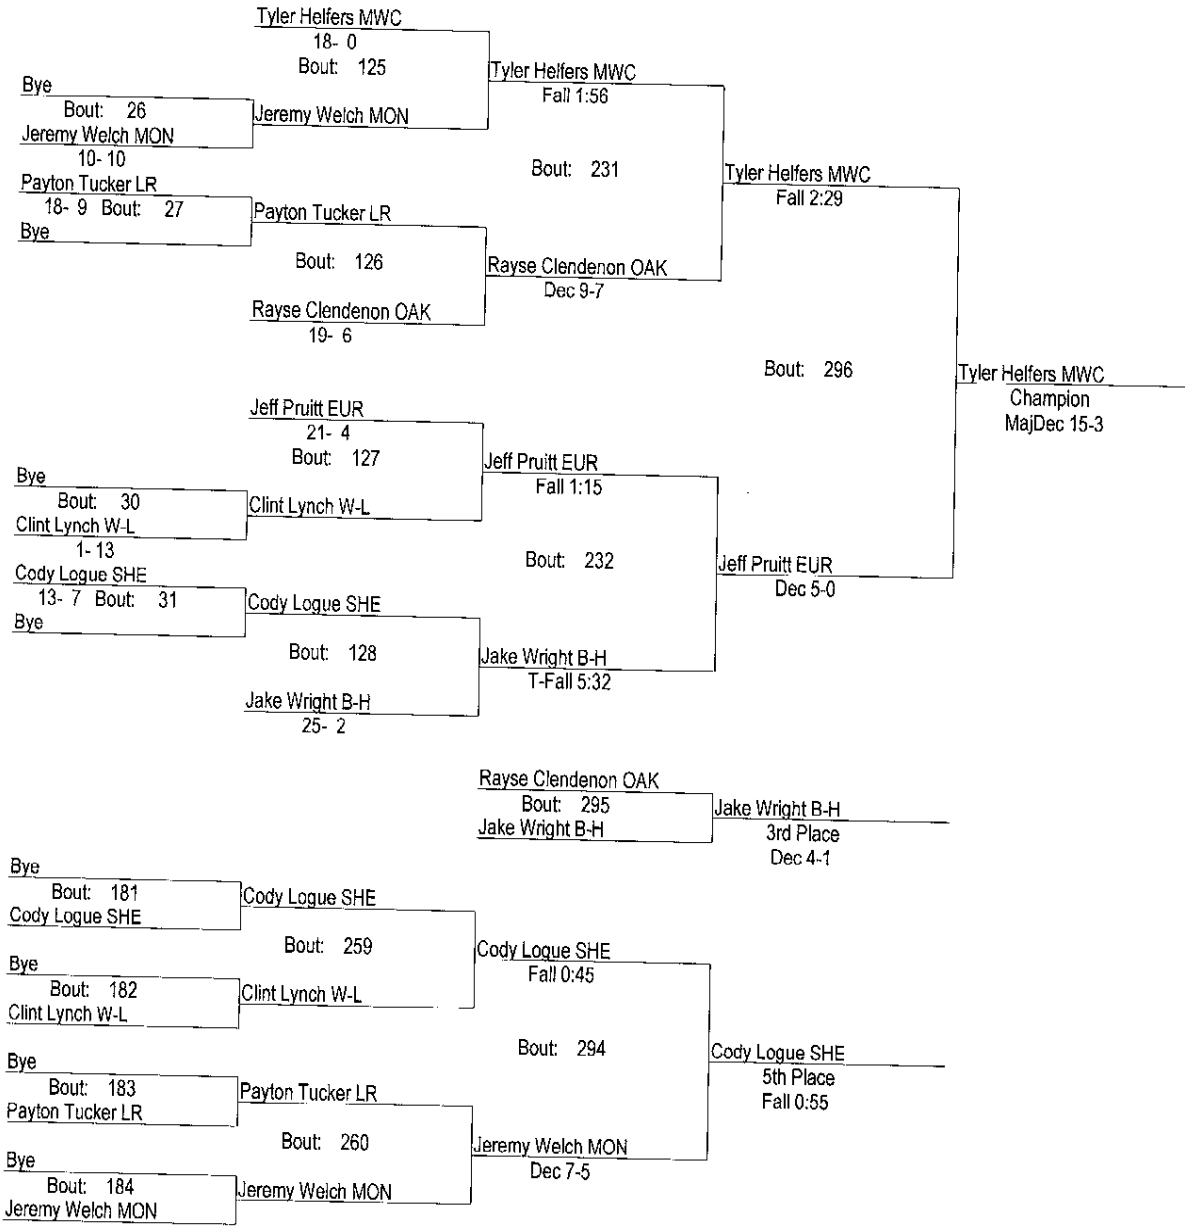 Tyler Helfers MWC
18- 0
Bout: 125
Tyler Helfers MWC
Fall 1:56
Bye
Bout: 26
Jeremy Welch MON
Jeremy Welch MON
10- 10
Bout: 231
Tyler Helfers MWC
Fall 2:29
Payton Tucker LR
18- 9 Bout: 27
Payton Tucker LR
Bye
Bout: 126
Rayse Clendenon OAK
Dec 9-7
Rayse Clendenon OAK
19- 6
Bout: 296
Tyler Helfers MWC
Champion
MajDec 15-3
Jeff Pruitt EUR
21- 4
Bout: 127
Jeff Pruitt EUR
Fall 1:15
Bye
Bout: 30
Clint Lynch W-L
Clint Lynch W-L
1- 13
Bout: 232
Jeff Pruitt EUR
Dec 5-0
Cody Logue SHE
13- 7 Bout: 31
Cody Logue SHE
Bye
Bout: 128
Jake Wright B-H
T-Fall 5:32
Jake Wright B-H
25- 2
Rayse Clendenon OAK
Bout: 295
Jake Wright B-H
Jake Wright B-H
3rd Place
Dec 4-1
Bye
Bout: 181
Cody Logue SHE
Cody Logue SHE
Bout: 259
Cody Logue SHE
Fall 0:45
Bye
Bout: 182
Clint Lynch W-L
Clint Lynch W-L
Bout: 294
Cody Logue SHE
5th Place
Fall 0:55
Bye
Bout: 183
Payton Tucker LR
Payton Tucker LR
Bout: 260
Jeremy Welch MON
Dec 7-5
Bye
Bout: 184
Jeremy Welch MON
Jeremy Welch MON